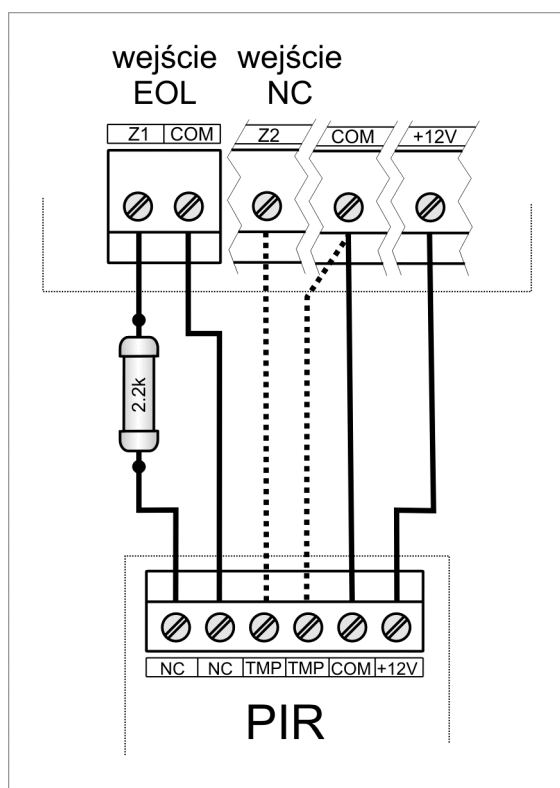 wejście wejście
EOL NC
Z1 COM Z2 COM +12V
2.2k
NC NC TMP TMP COM +12V
PIR